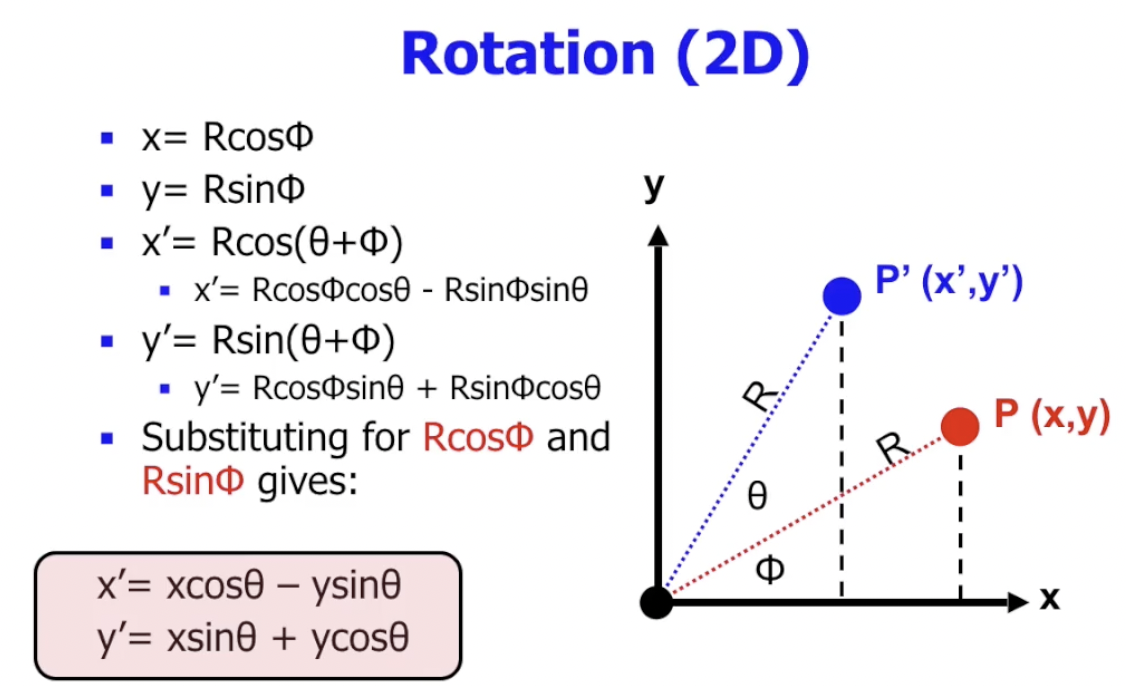 Rotation (2D)
x= RcosΦ
y= RsinΦ
x′= Rcos(θ+Φ)
x′= RcosΦcosθ - RsinΦsinθ
y′= Rsin(θ+Φ)
y′= RcosΦsinθ + RsinΦcosθ
Substituting for RcosΦ and
RsinΦ gives:
x′= xcosθ – ysinθ
y′= xsinθ + ycosθ
y
P’ (x’,y’)
R
P (x,y)
R
θ
Φ
x